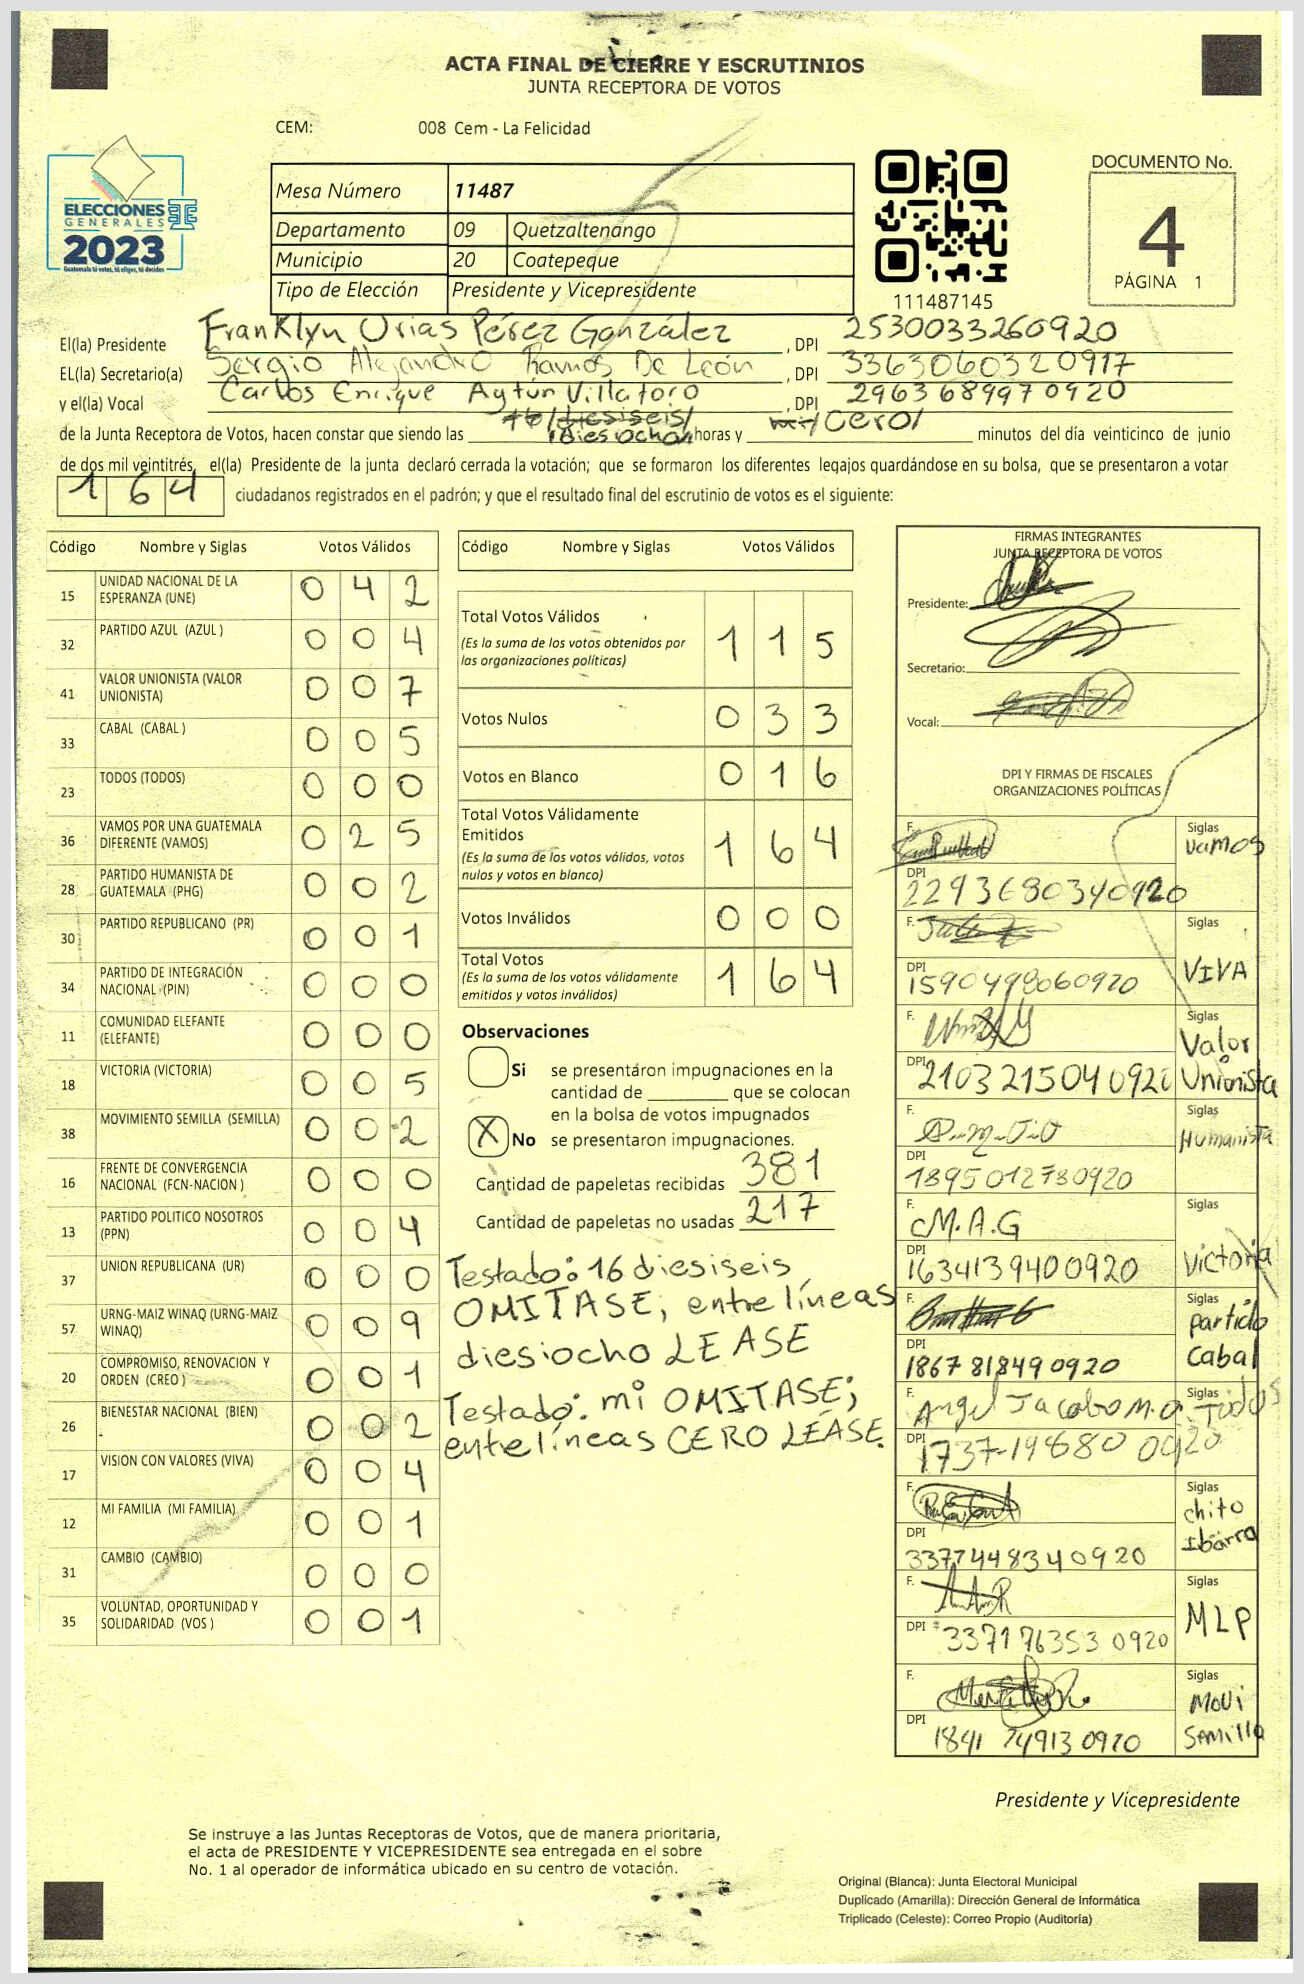 ACTA FINAL DE CIERRE Y ESCRUTINIOS
JUNTA RECEPTORA DE VOTOS
CEM: 008 Cem - La Felicidad
ELECCIONES
GENERALES
2023
Guatemala tú votas, tú eliges, tú decides
Mesa Número 11487
Departamento 09 Quetzaltenango
Municipio 20 Coatepeque
Tipo de Elección Presidente y Vicepresidente
111487145
DOCUMENTO No.
4
PÁGINA 1
El(la) Presidente Franklyn Urias Pérez González , DPI 2530033260920
EL(la) Secretario(a) Sergio Alejandro Ramos De León , DPI 3363060320917
y el(la) Vocal Carlos Enrique Aytún Villatoro , DPI 2963689970920
16/diesiseis/
de la Junta Receptora de Votos, hacen constar que siendo las /diesiocho/ horas y /cero/ minutos del día veinticinco de junio
de dos mil veintitrés, el(la) Presidente de la junta declaró cerrada la votación; que se formaron los diferentes legajos quardándose en su bolsa, que se presentaron a votar
164 ciudadanos registrados en el padrón; y que el resultado final del escrutinio de votos es el siguiente:
Código Nombre y Siglas Votos Válidos
15 UNIDAD NACIONAL DE LA ESPERANZA (UNE) 0 4 2
32 PARTIDO AZUL (AZUL ) 0 0 4
41 VALOR UNIONISTA (VALOR UNIONISTA) 0 0 7
33 CABAL (CABAL ) 0 0 5
23 TODOS (TODOS) 0 0 0
36 VAMOS POR UNA GUATEMALA DIFERENTE (VAMOS) 0 2 5
28 PARTIDO HUMANISTA DE GUATEMALA (PHG) 0 0 2
30 PARTIDO REPUBLICANO (PR) 0 0 1
34 PARTIDO DE INTEGRACIÓN NACIONAL (PIN) 0 0 0
11 COMUNIDAD ELEFANTE (ELEFANTE) 0 0 0
18 VICTORIA (VICTORIA) 0 0 5
38 MOVIMIENTO SEMILLA (SEMILLA) 0 0 2
16 FRENTE DE CONVERGENCIA NACIONAL (FCN-NACION ) 0 0 0
13 PARTIDO POLITICO NOSOTROS (PPN) 0 0 4
37 UNION REPUBLICANA (UR) 0 0 0
57 URNG-MAIZ WINAQ (URNG-MAIZ WINAQ) 0 0 9
20 COMPROMISO, RENOVACION Y ORDEN (CREO ) 0 0 1
26 BIENESTAR NACIONAL (BIEN) 0 0 2
17 VISION CON VALORES (VIVA) 0 0 4
12 MI FAMILIA (MI FAMILIA) 0 0 1
31 CAMBIO (CAMBIO) 0 0 0
35 VOLUNTAD, OPORTUNIDAD Y SOLIDARIDAD (VOS ) 0 0 1
Código Nombre y Siglas Votos Válidos
Total Votos Válidos 1 1 5
(Es la suma de los votos obtenidos por
las organizaciones políticas)
Votos Nulos 0 3 3
Votos en Blanco 0 1 6
Total Votos Válidamente
Emitidos 1 6 4
(Es la suma de los votos válidos, votos
nulos y votos en blanco)
Votos Inválidos 0 0 0
Total Votos 1 6 4
(Es la suma de los votos válidamente
emitidos y votos inválidos)
Observaciones
Si se presentáron impugnaciones en la
cantidad de ________ que se colocan
en la bolsa de votos impugnados
X No se presentaron impugnaciones.
Cantidad de papeletas recibidas 381
Cantidad de papeletas no usadas 217
Testado: 16 diesiseis
OMITASE, entre líneas
diesiocho LEASE
Testado: mi OMITASE;
entre líneas CERO LÉASE.
FIRMAS INTEGRANTES
JUNTA RECEPTORA DE VOTOS
Presidente:
Secretario:
Vocal:
DPI Y FIRMAS DE FISCALES
ORGANIZACIONES POLÍTICAS
F. Siglas vamos
DPI 2293680340920
F. Siglas VIVA
DPI 1590498060920
F. Siglas Valor Unionista
DPI 2103215040920
F. Siglas Humanista
DPI 1895012780920
F. M.A.G Siglas Victoria
DPI 1634139400920
F. Siglas partido Cabal
DPI 1867818490920
F. Angel Jacobo M.O. Siglas Todos
DPI 1737-19680 0920
F. Siglas chito Ibarra
DPI 3377448340920
F. Siglas MLP
DPI 337176353 0920
F. Siglas Movi Semilla
DPI 1841 74913 0920
Presidente y Vicepresidente
Se instruye a las Juntas Receptoras de Votos, que de manera prioritaria,
el acta de PRESIDENTE Y VICEPRESIDENTE sea entregada en el sobre
No. 1 al operador de informática ubicado en su centro de votación.
Original (Blanca): Junta Electoral Municipal
Duplicado (Amarilla): Dirección General de Informática
Triplicado (Celeste): Correo Propio (Auditoría)